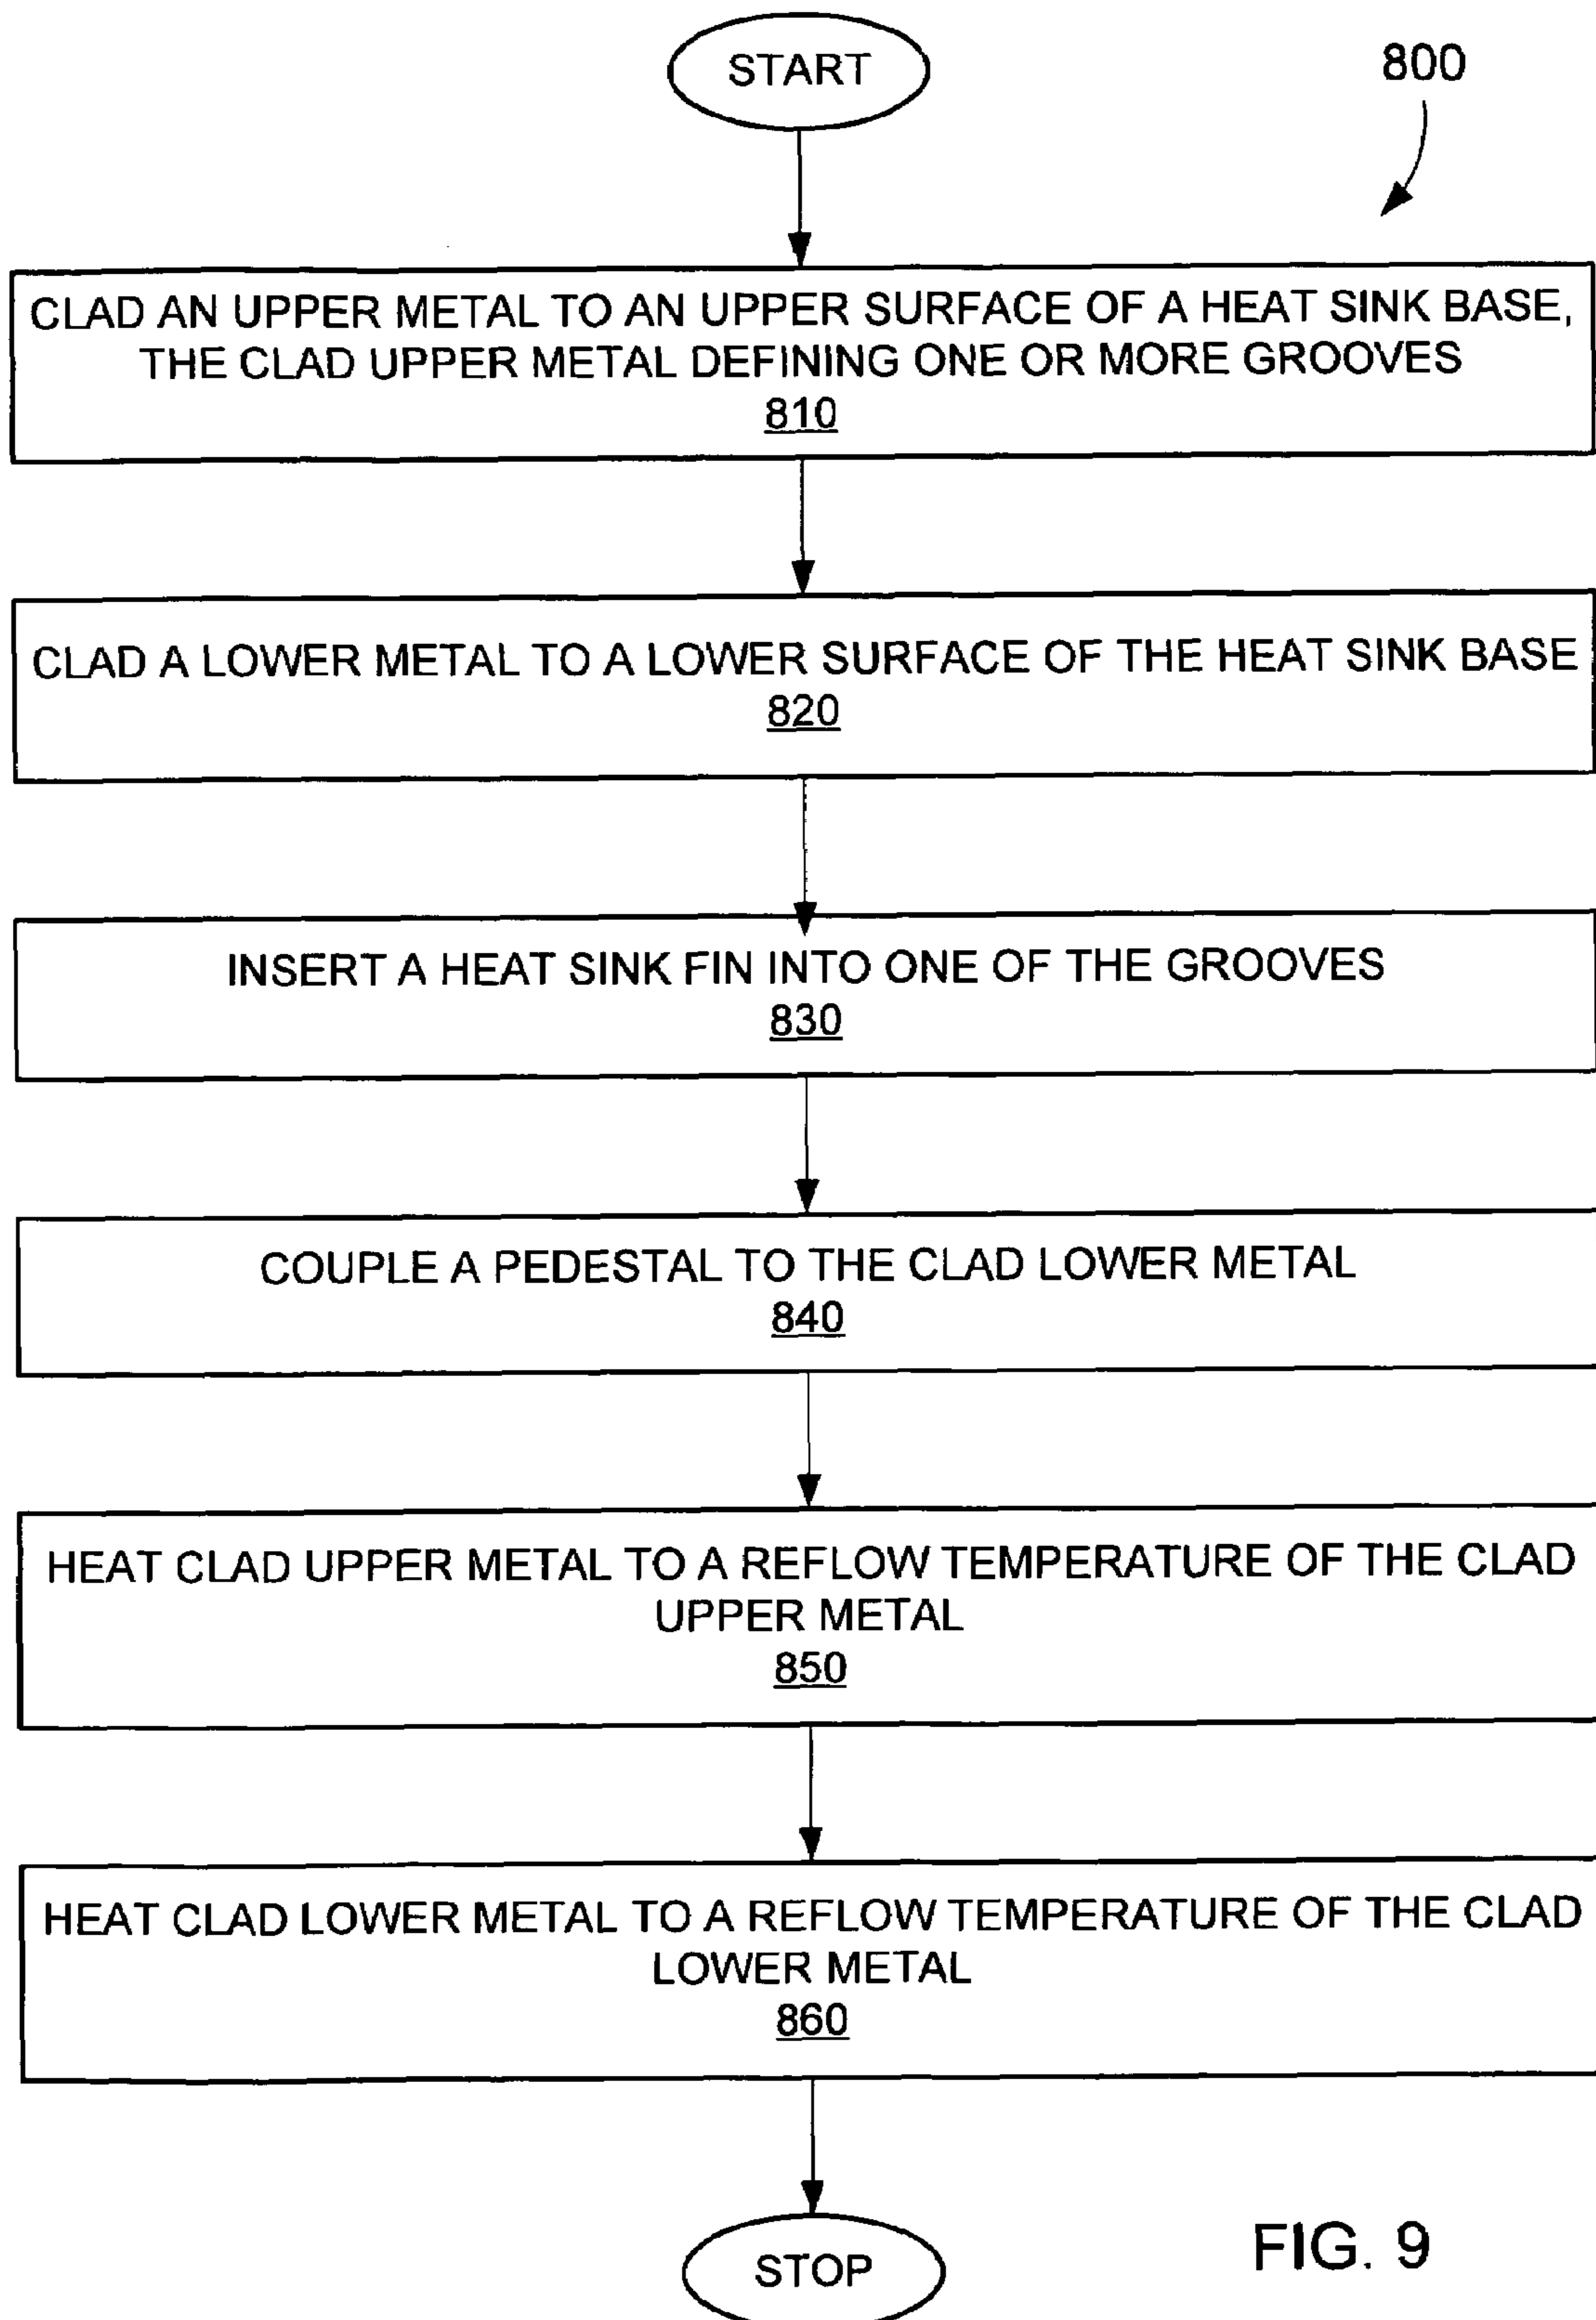 START
800
CLAD AN UPPER METAL TO AN UPPER SURFACE OF A HEAT SINK BASE,
THE CLAD UPPER METAL DEFINING ONE OR MORE GROOVES
810
CLAD A LOWER METAL TO A LOWER SURFACE OF THE HEAT SINK BASE
820
INSERT A HEAT SINK FIN INTO ONE OF THE GROOVES
830
COUPLE A PEDESTAL TO THE CLAD LOWER METAL
840
HEAT CLAD UPPER METAL TO A REFLOW TEMPERATURE OF THE CLAD
UPPER METAL
850
HEAT CLAD LOWER METAL TO A REFLOW TEMPERATURE OF THE CLAD
LOWER METAL
860
STOP
FIG. 9